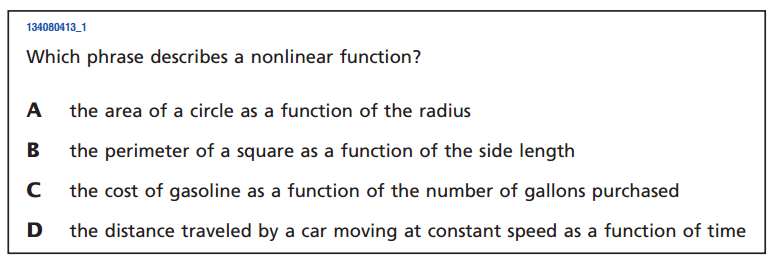 134080413_1
Which phrase describes a nonlinear function?
A the area of a circle as a function of the radius
B the perimeter of a square as a function of the side length
C the cost of gasoline as a function of the number of gallons purchased
D the distance traveled by a car moving at constant speed as a function of time